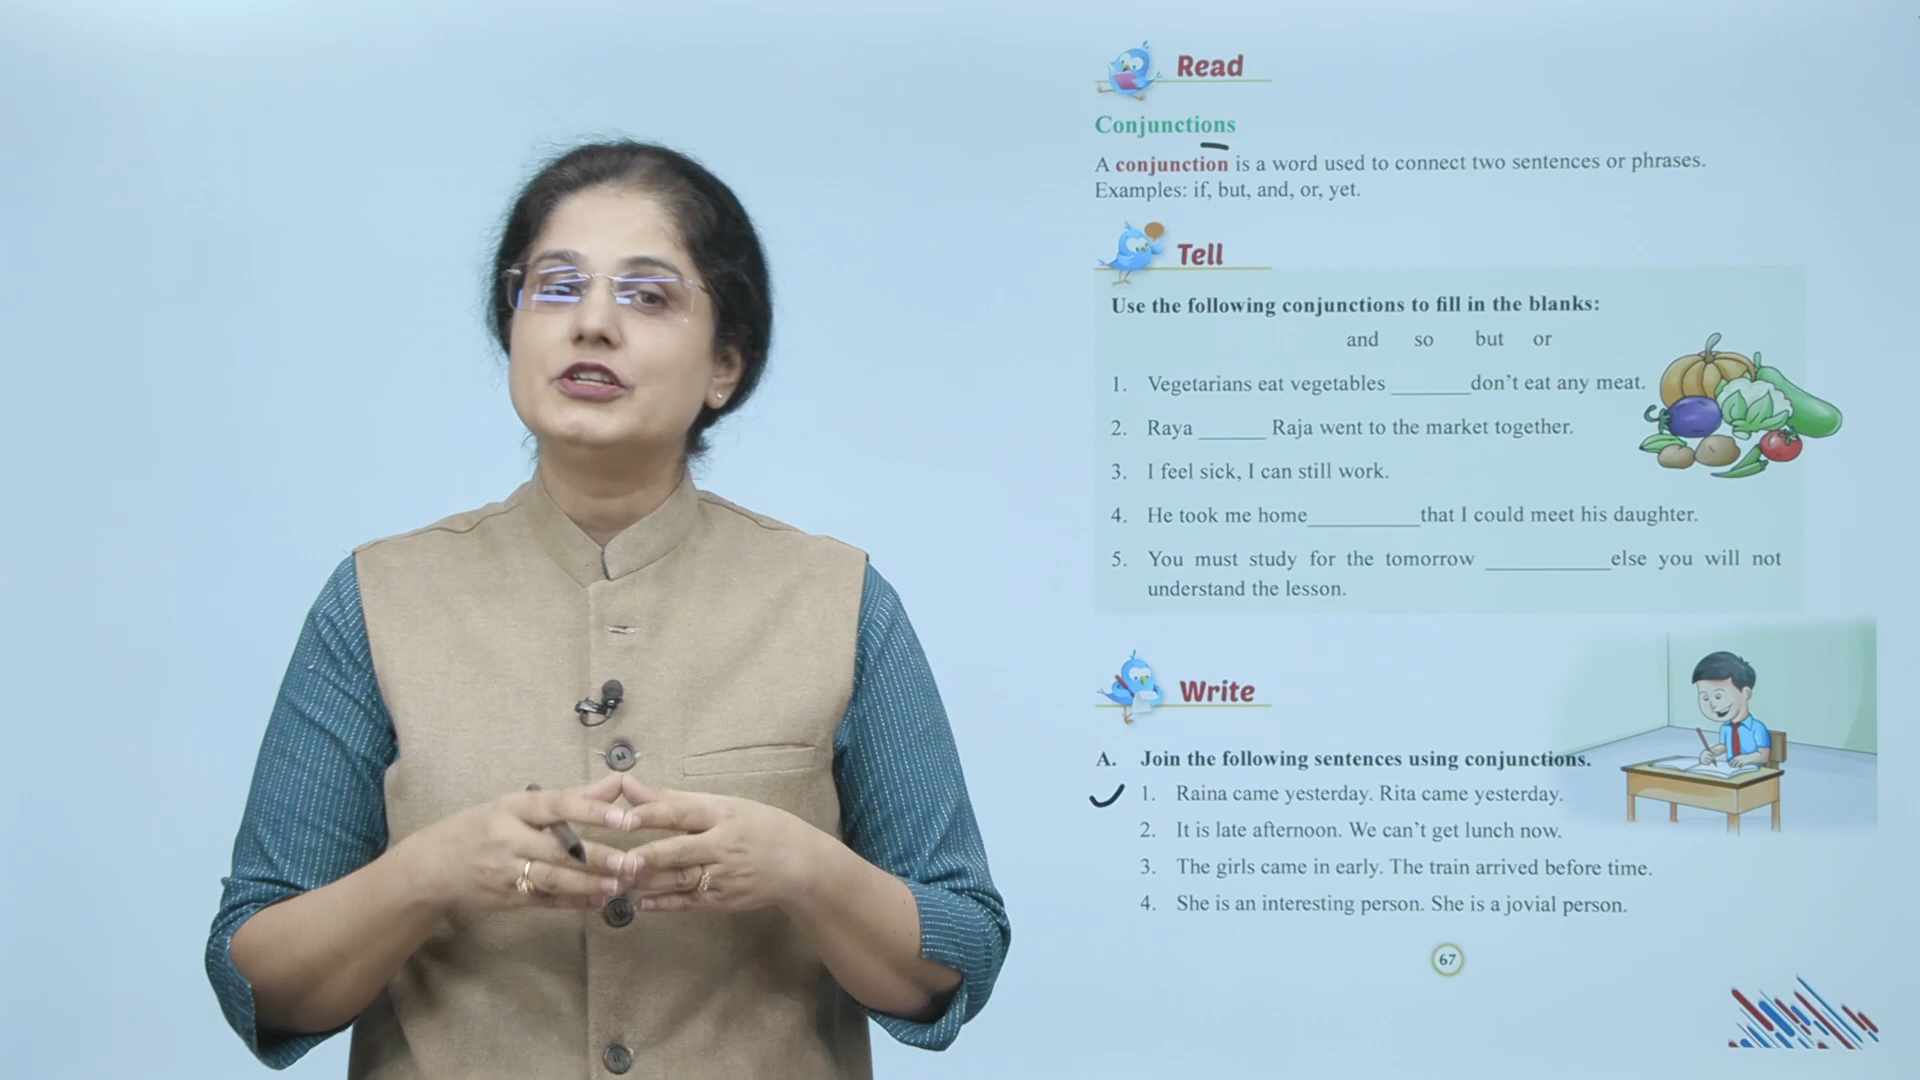 Read
Conjunctions
A conjunction is a word used to connect two sentences or phrases.
Examples: if, but, and, or, yet.
Tell
Use the following conjunctions to fill in the blanks:
and so but or
1. Vegetarians eat vegetables _______ don’t eat any meat.
2. Raya ______ Raja went to the market together.
3. I feel sick, I can still work.
4. He took me home__________that I could meet his daughter.
5. You must study for the tomorrow ___________else you will not
understand the lesson.
Write
A. Join the following sentences using conjunctions.
1. Raina came yesterday. Rita came yesterday.
2. It is late afternoon. We can’t get lunch now.
3. The girls came in early. The train arrived before time.
4. She is an interesting person. She is a jovial person.
67